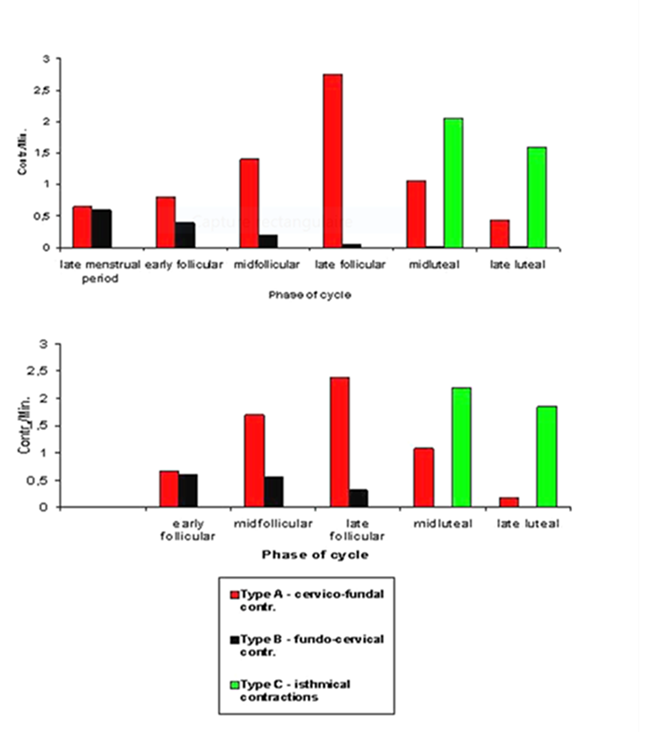 3
2,5
2
1,5
1
0,5
0
Contr./Min.
late menstrual period
early follicular
midfollicular
late follicular
midluteal
late luteal
Phase of cycle
3
2,5
2
1,5
1
0,5
0
Contr./Min.
early
follicular
midfollicular
late
follicular
midluteal
late luteal
Phase of cycle
Type A - cervico-fundal
contr.
Type B - fundo-cervical
contr.
Type C - isthmical
contractions